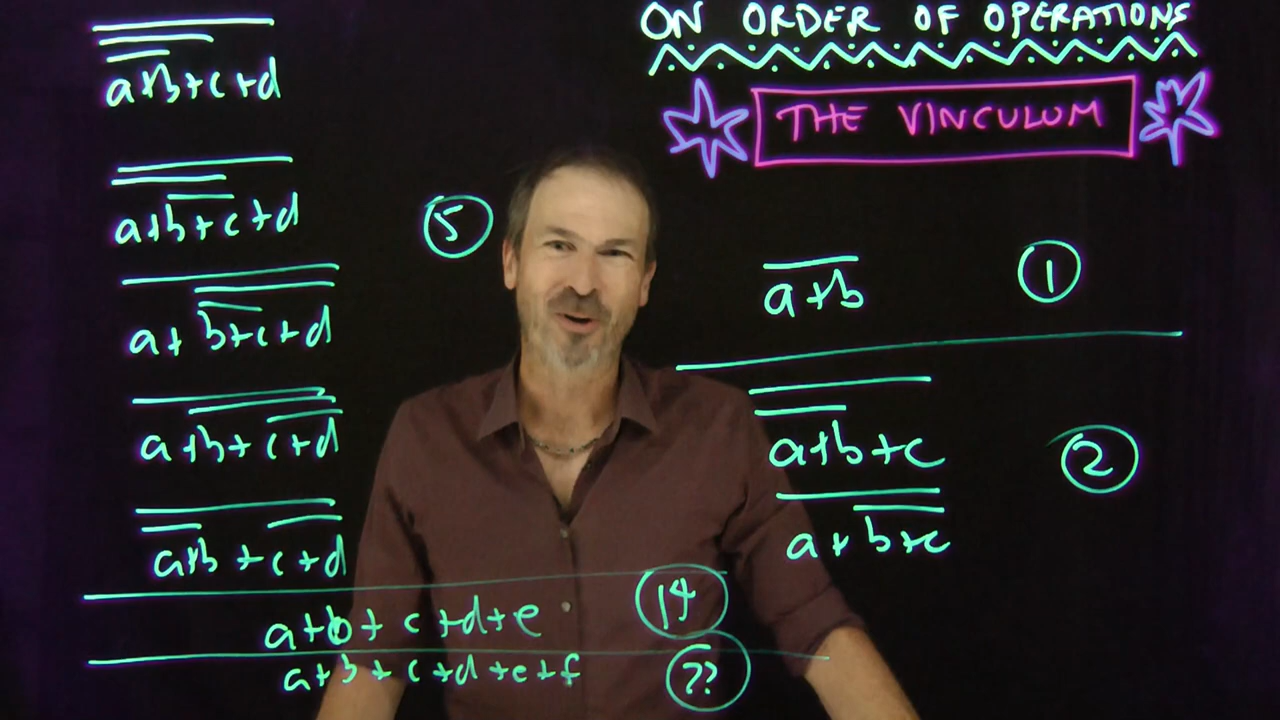 ON ORDER OF OPERATIONS
THE VINCULUM
a+b+c+d
a+b+c+d
a+b+c+d
a+b+c+d
a+b+c+d
5
a+b
1
a+b+c
a+b+c
2
a+b+c+d+e
14
a+b+c+d+e+f
??